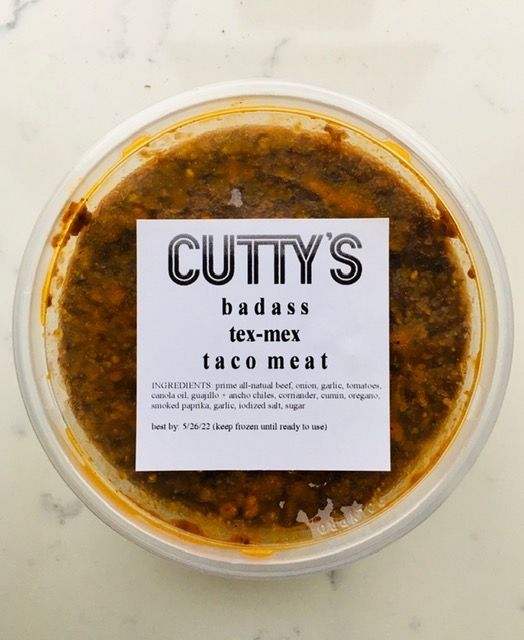 CUTTY'S
badass
tex-mex
taco meat
INGREDIENTS: prime all-natural beef, onion, garlic, tomatoes,
canola oil, guajillo + ancho chiles, corriander, cumin, oregano,
smoked paprika, garlic, iodized salt, sugar
best by: 5/26/22 (keep frozen until ready to use)